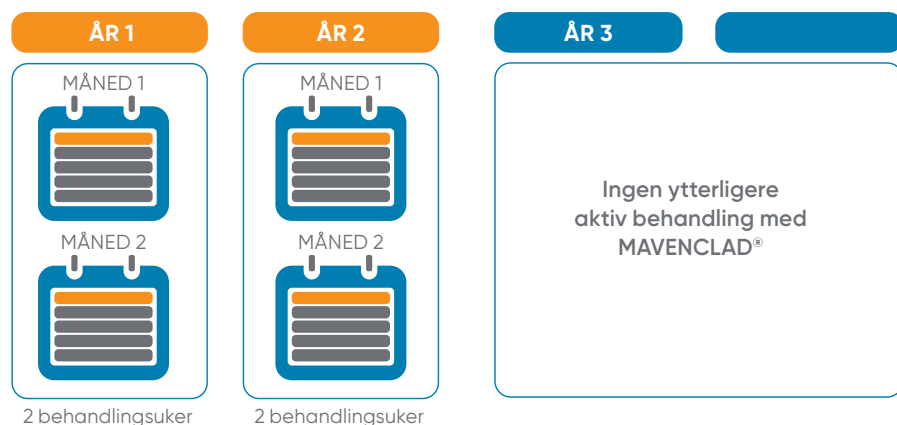 ÅR 1
MÅNED 1
MÅNED 2
2 behandlingsuker
ÅR 2
MÅNED 1
MÅNED 2
2 behandlingsuker
ÅR 3
Ingen ytterligere
aktiv behandling med
MAVENCLAD®